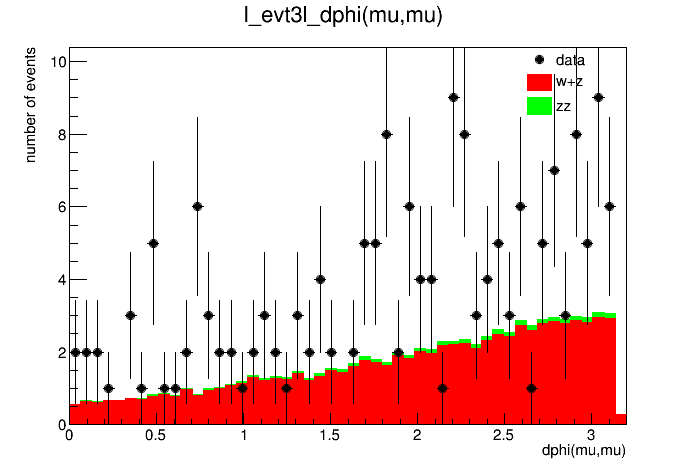 l_evt3l_dphi(mu,mu)
number of events
10
8
6
4
2
0
data
w+z
zz
0 0.5 1 1.5 2 2.5 3
dphi(mu,mu)